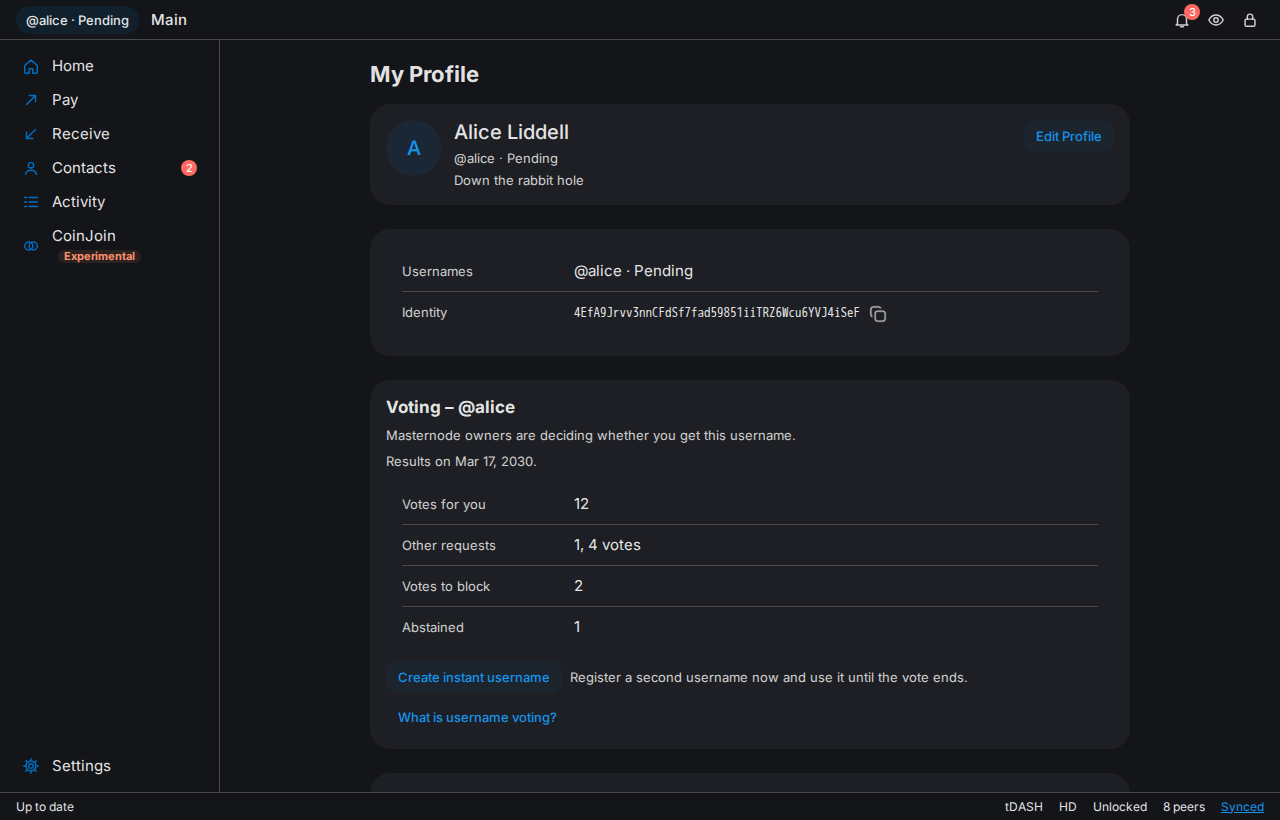 @alice · Pending Main 3
Home
Pay
Receive
Contacts 2
Activity
CoinJoin
Experimental
Settings
My Profile
A
Alice Liddell
@alice · Pending
Down the rabbit hole
Edit Profile
Usernames @alice · Pending
Identity 4EfA9Jrvv3nnCFdSf7fad59851iiTRZ6Wcu6YVJ4iSeF
Voting – @alice
Masternode owners are deciding whether you get this username.
Results on Mar 17, 2030.
Votes for you 12
Other requests 1, 4 votes
Votes to block 2
Abstained 1
Create instant username Register a second username now and use it until the vote ends.
What is username voting?
Up to date tDASH HD Unlocked 8 peers Synced